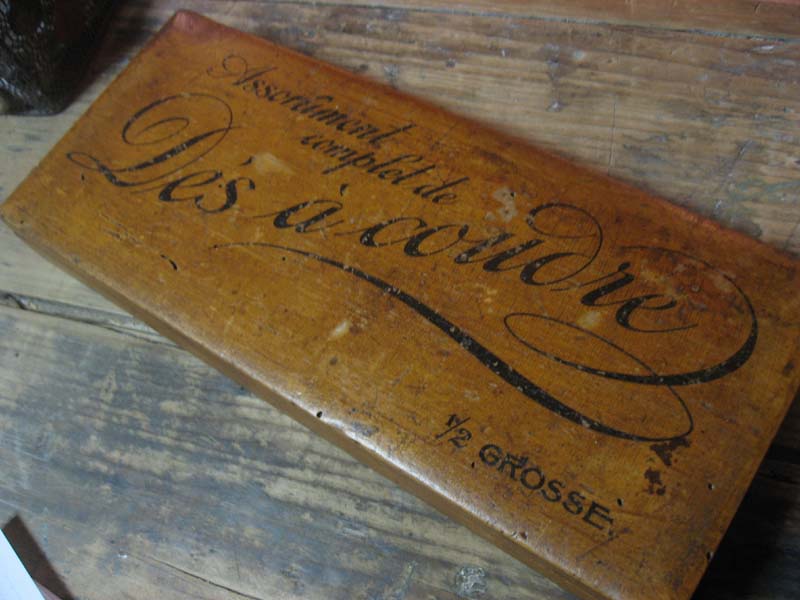 Assortiment
complet de
Dés à coudre
1/2 GROSSE.